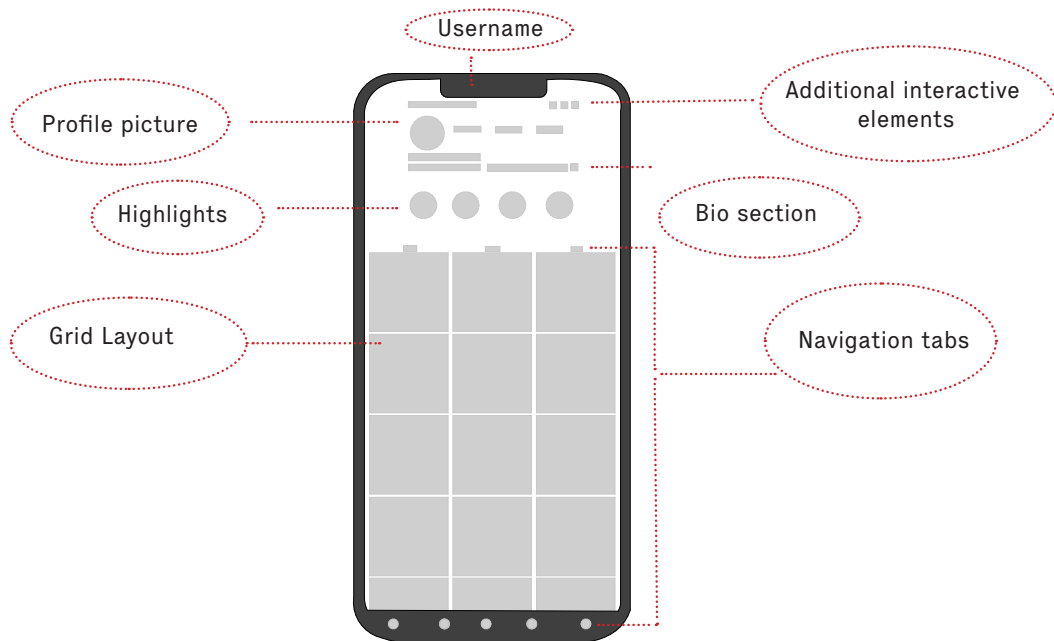 Username
Additional interactive
elements
Profile picture
Highlights
Bio section
Grid Layout
Navigation tabs